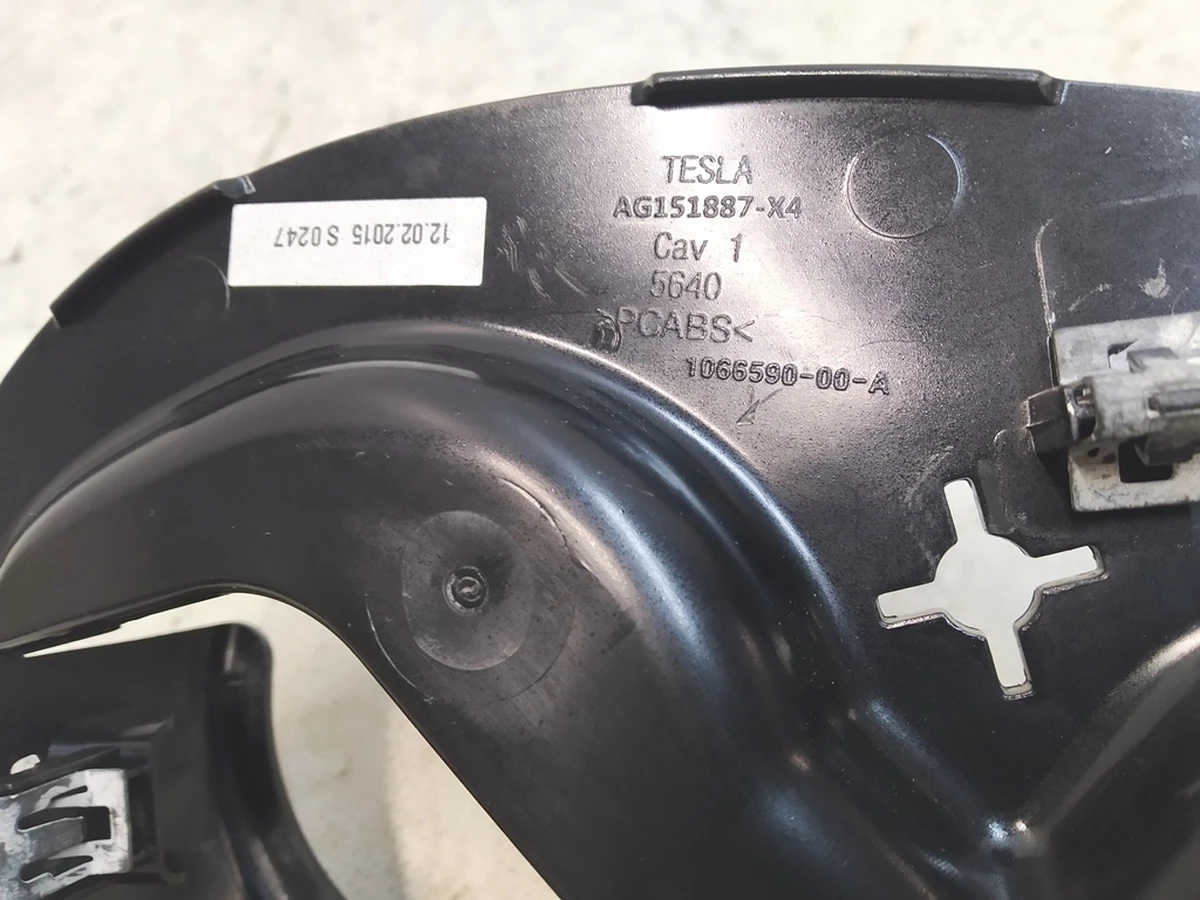 12.02.2015 S 0247
TESLA
AG151887-X4
Cav 1
5640
PCABS<
1066590-00-A